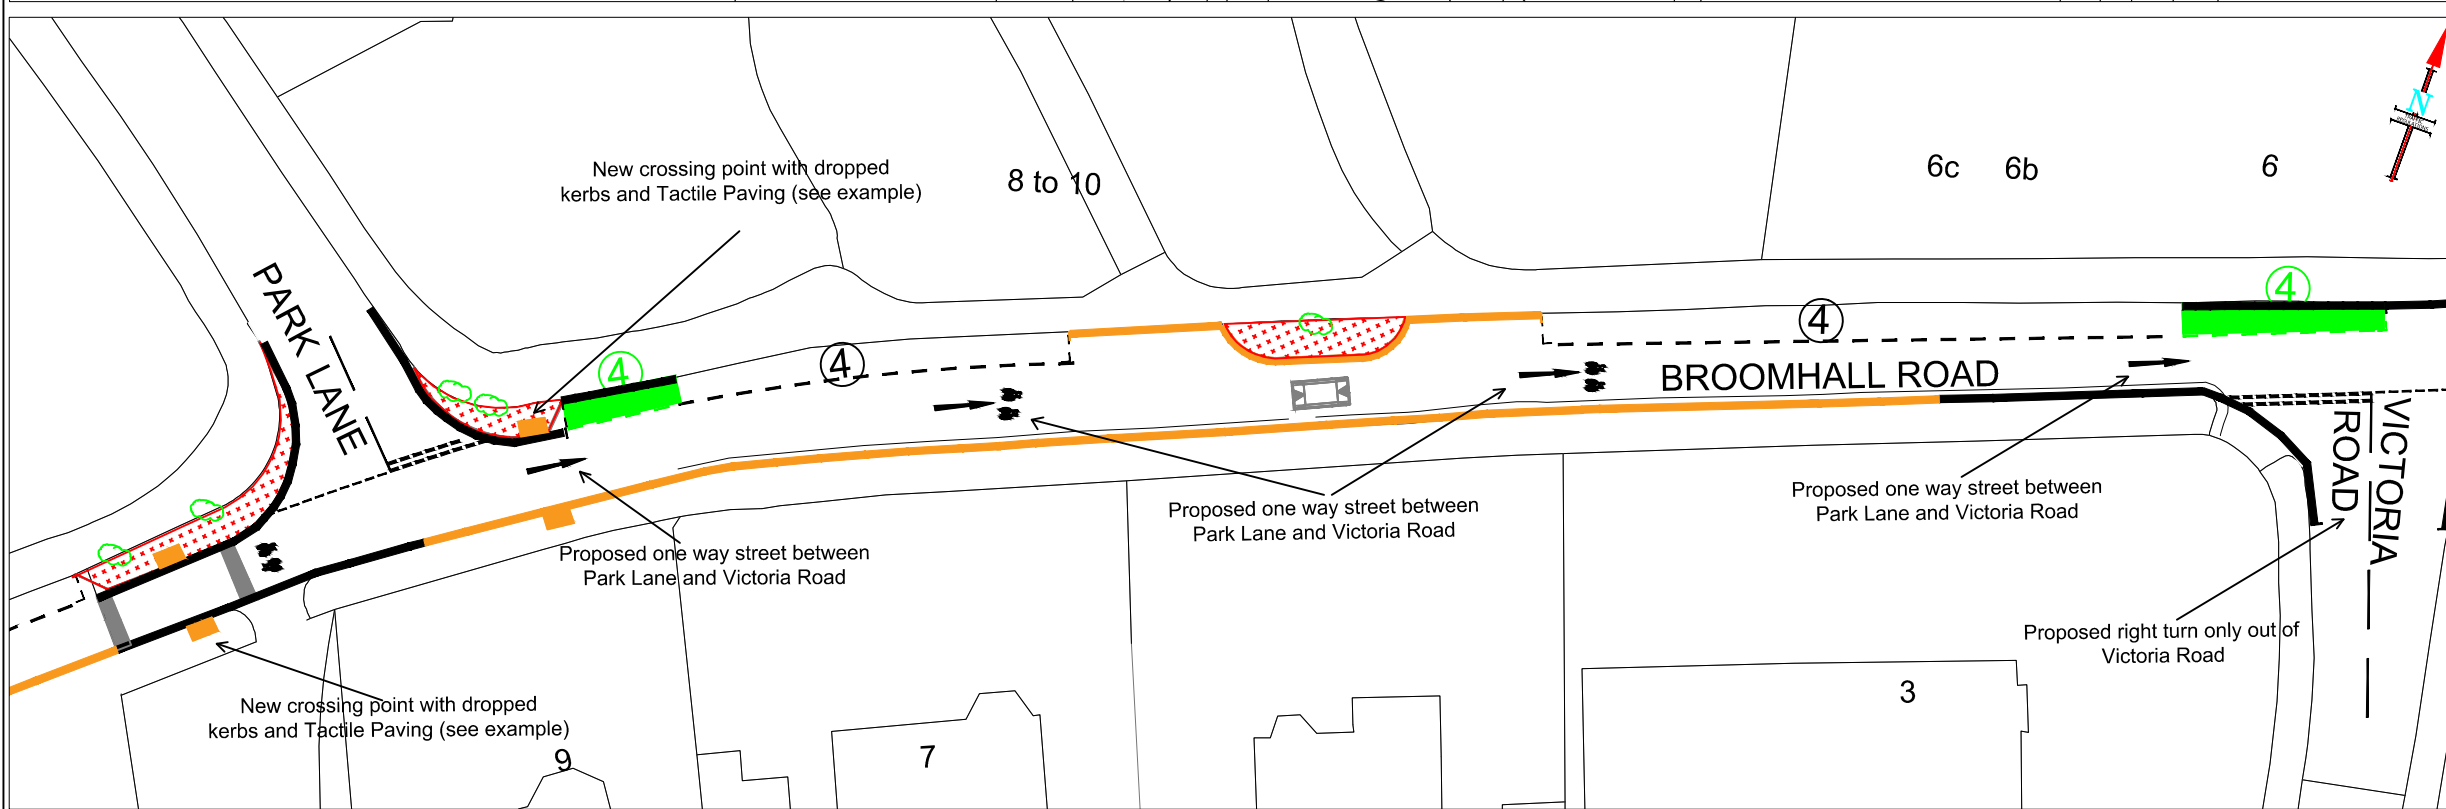 New crossing point with dropped
kerbs and Tactile Paving (see example)
8 to 10
6c
6b
6
N
PARK LANE
4
4
4
4
BROOMHALL ROAD
VICTORIA
ROAD
Proposed one way street between
Park Lane and Victoria Road
Proposed one way street between
Park Lane and Victoria Road
Proposed one way street between
Park Lane and Victoria Road
Proposed right turn only out of
Victoria Road
New crossing point with dropped
kerbs and Tactile Paving (see example)
9
7
3